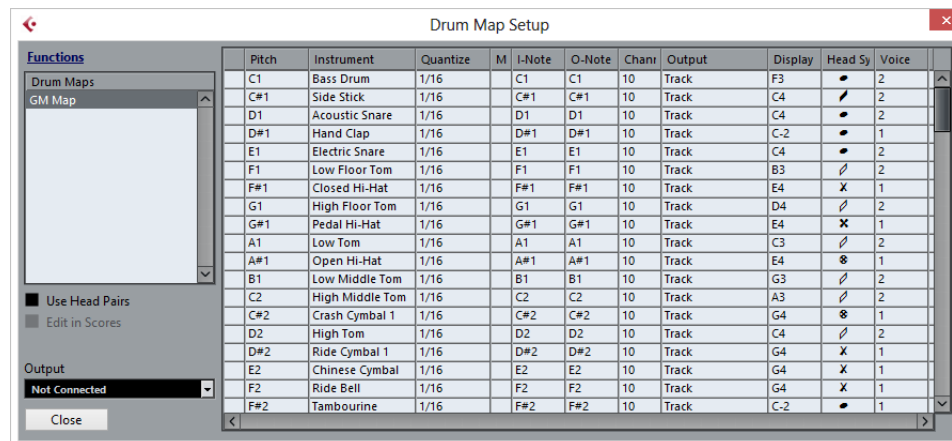 Drum Map Setup
Functions
Drum Maps
GM Map
Use Head Pairs
Edit in Scores
Output
Not Connected
Close
Pitch Instrument Quantize M I-Note O-Note Chann Output Display Head Sy Voice
C1 Bass Drum 1/16 C1 C1 10 Track F3 2
C#1 Side Stick 1/16 C#1 C#1 10 Track C4 2
D1 Acoustic Snare 1/16 D1 D1 10 Track C4 2
D#1 Hand Clap 1/16 D#1 D#1 10 Track C-2 1
E1 Electric Snare 1/16 E1 E1 10 Track C4 2
F1 Low Floor Tom 1/16 F1 F1 10 Track B3 2
F#1 Closed Hi-Hat 1/16 F#1 F#1 10 Track E4 1
G1 High Floor Tom 1/16 G1 G1 10 Track D4 2
G#1 Pedal Hi-Hat 1/16 G#1 G#1 10 Track E4 1
A1 Low Tom 1/16 A1 A1 10 Track C3 2
A#1 Open Hi-Hat 1/16 A#1 A#1 10 Track E4 1
B1 Low Middle Tom 1/16 B1 B1 10 Track G3 2
C2 High Middle Tom 1/16 C2 C2 10 Track A3 2
C#2 Crash Cymbal 1 1/16 C#2 C#2 10 Track G4 1
D2 High Tom 1/16 D2 D2 10 Track C4 2
D#2 Ride Cymbal 1 1/16 D#2 D#2 10 Track G4 1
E2 Chinese Cymbal 1/16 E2 E2 10 Track G4 1
F2 Ride Bell 1/16 F2 F2 10 Track G4 1
F#2 Tambourine 1/16 F#2 F#2 10 Track C-2 1